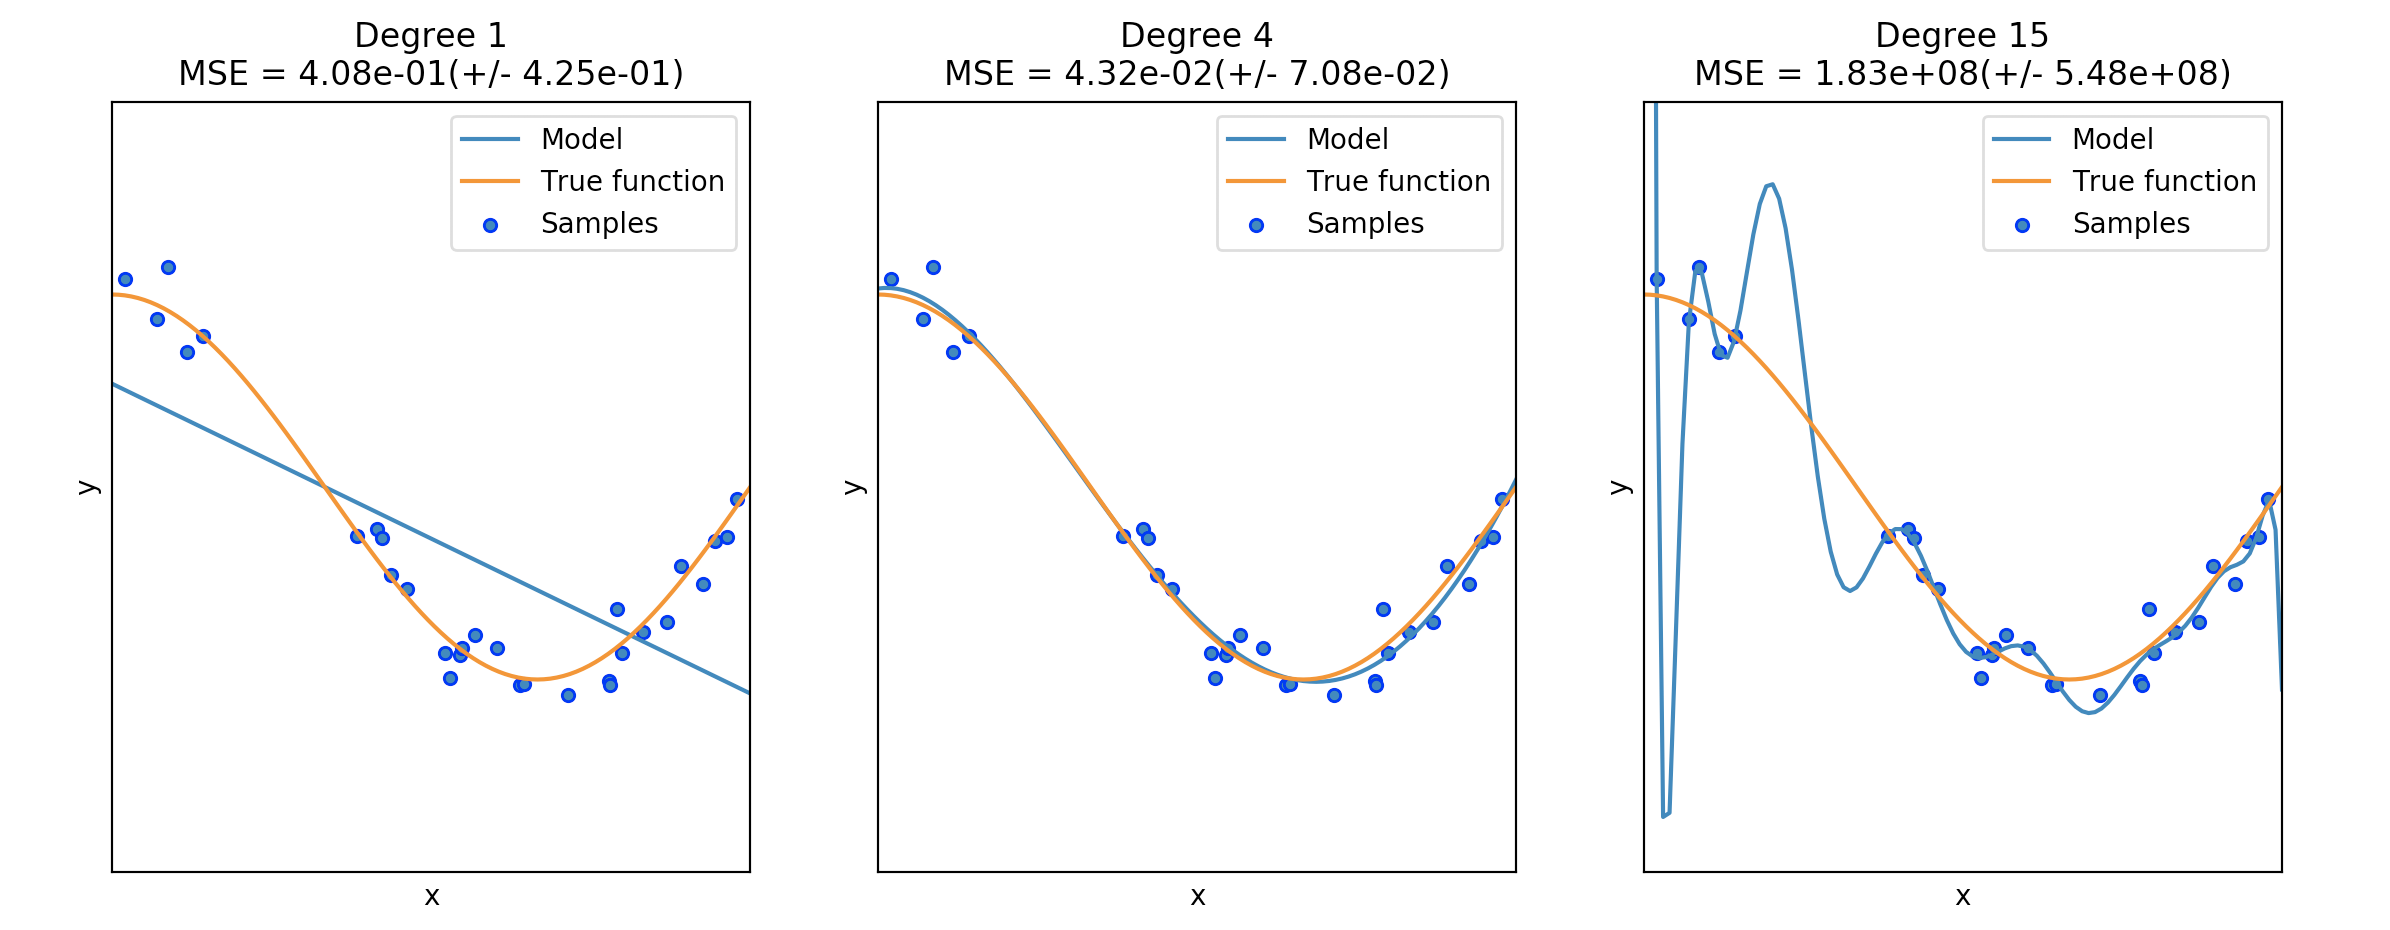 Degree 1
MSE = 4.08e-01(+/- 4.25e-01)
Model
True function
Samples
y
x
Degree 4
MSE = 4.32e-02(+/- 7.08e-02)
Model
True function
Samples
y
x
Degree 15
MSE = 1.83e+08(+/- 5.48e+08)
Model
True function
Samples
y
x